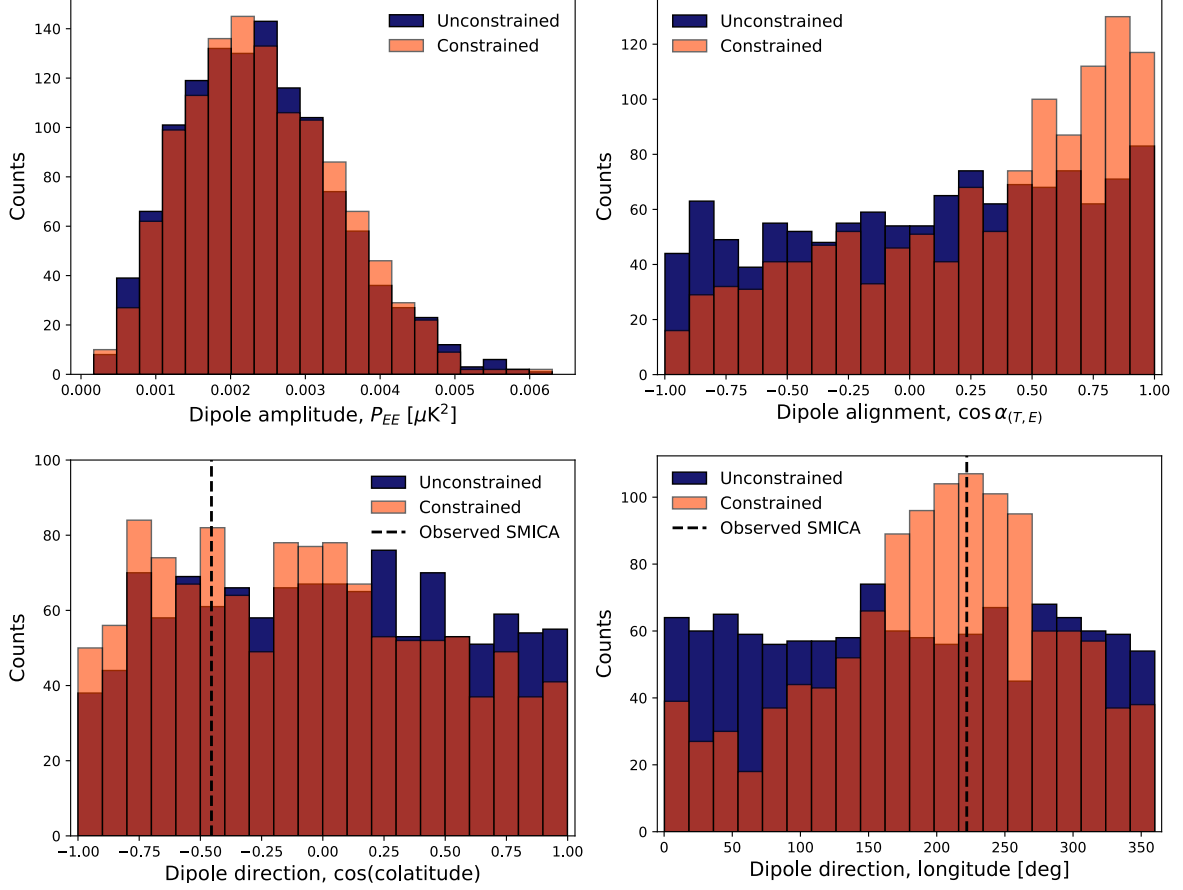 Unconstrained
Constrained
140
120
100
80
60
40
20
0
Counts
0.000 0.001 0.002 0.003 0.004 0.005 0.006
Dipole amplitude, P_EE [μK²]
Unconstrained
Constrained
120
100
80
60
40
20
0
Counts
−1.00 −0.75 −0.50 −0.25 0.00 0.25 0.50 0.75 1.00
Dipole alignment, cos α_(T, E)
Unconstrained
Constrained
Observed SMICA
100
80
60
40
20
0
Counts
−1.00 −0.75 −0.50 −0.25 0.00 0.25 0.50 0.75 1.00
Dipole direction, cos(colatitude)
Unconstrained
Constrained
Observed SMICA
100
80
60
40
20
0
Counts
0 50 100 150 200 250 300 350
Dipole direction, longitude [deg]